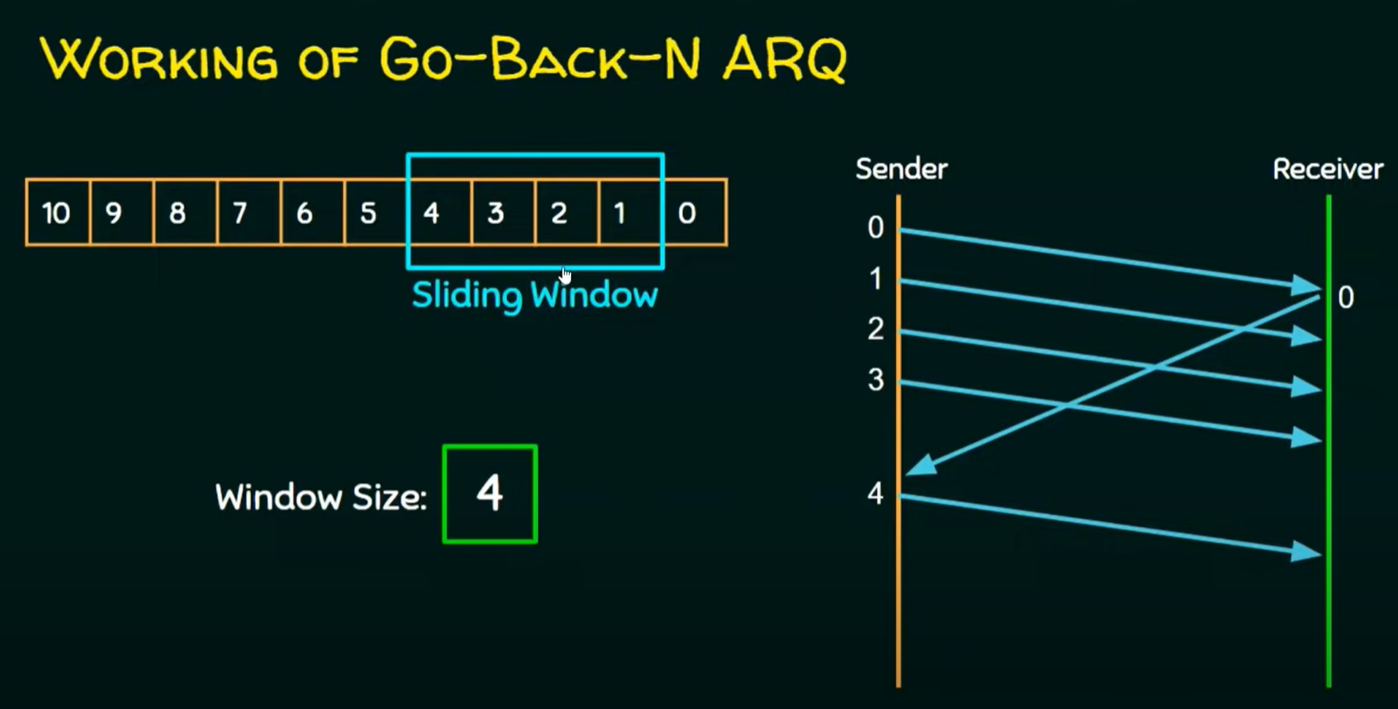 WORKING OF GO-BACK-N ARQ
10 9 8 7 6 5 4 3 2 1 0
Sliding Window
Window Size: 4
Sender Receiver
0
0
1
2
3
4